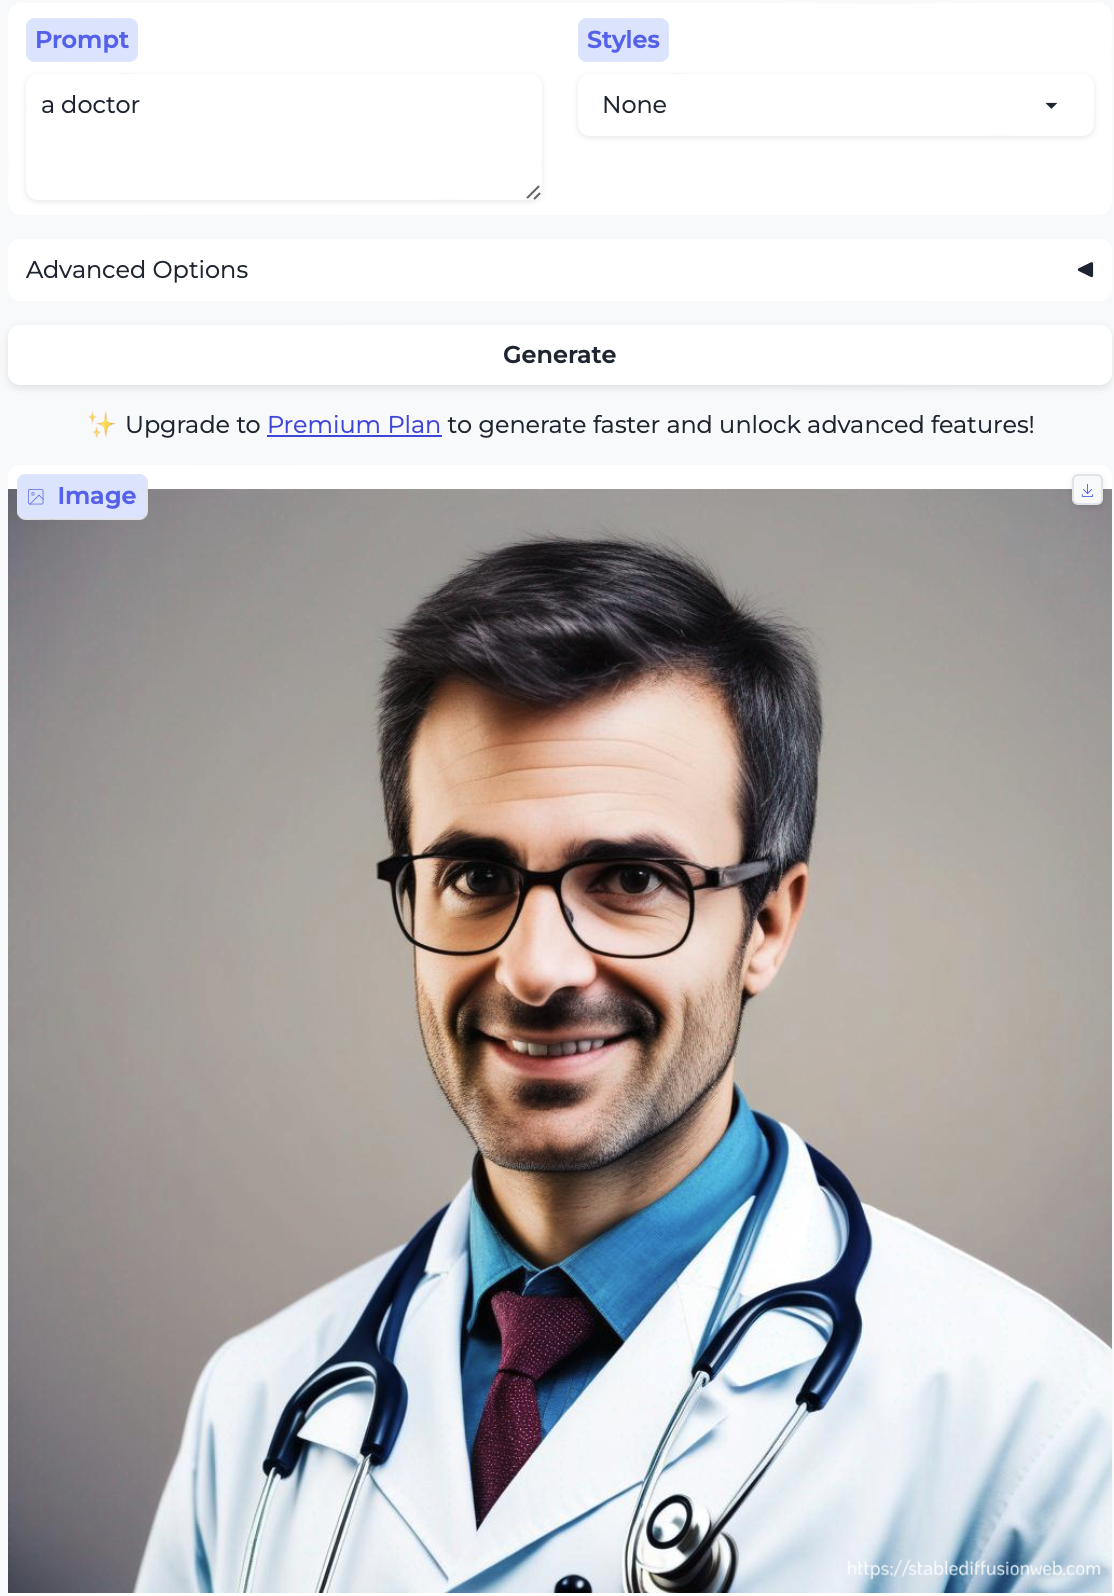 Prompt
Styles
a doctor
None
Advanced Options
Generate
✨ Upgrade to Premium Plan to generate faster and unlock advanced features!
Image
https://stablediffusionweb.com